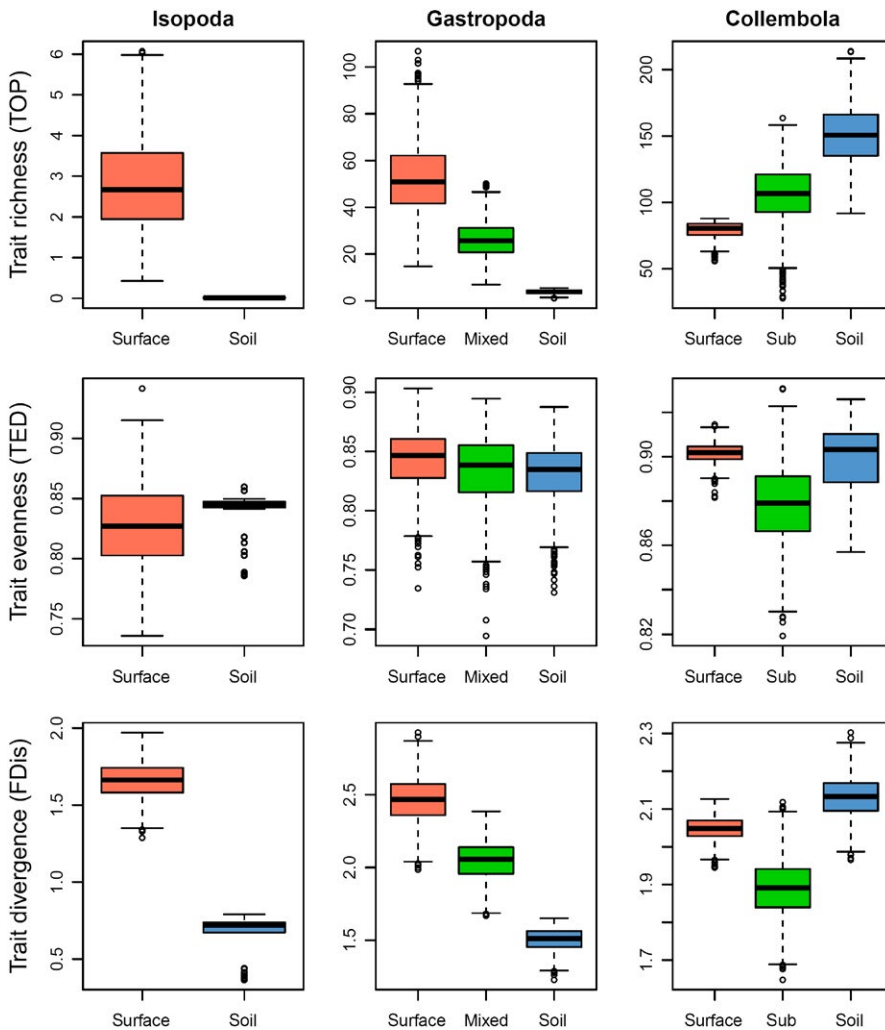 Isopoda Gastropoda Collembola
Trait richness (TOP)
0 1 2 3 4 5 6
Surface Soil
0 20 40 60 80 100
Surface Mixed Soil
50 100 150 200
Surface Sub Soil
Trait evenness (TED)
0.75 0.80 0.85 0.90
Surface Soil
0.70 0.75 0.80 0.85 0.90
Surface Mixed Soil
0.82 0.86 0.90
Surface Sub Soil
Trait divergence (FDis)
0.5 1.0 1.5 2.0
Surface Soil
1.5 2.0 2.5
Surface Mixed Soil
1.7 1.9 2.1 2.3
Surface Sub Soil